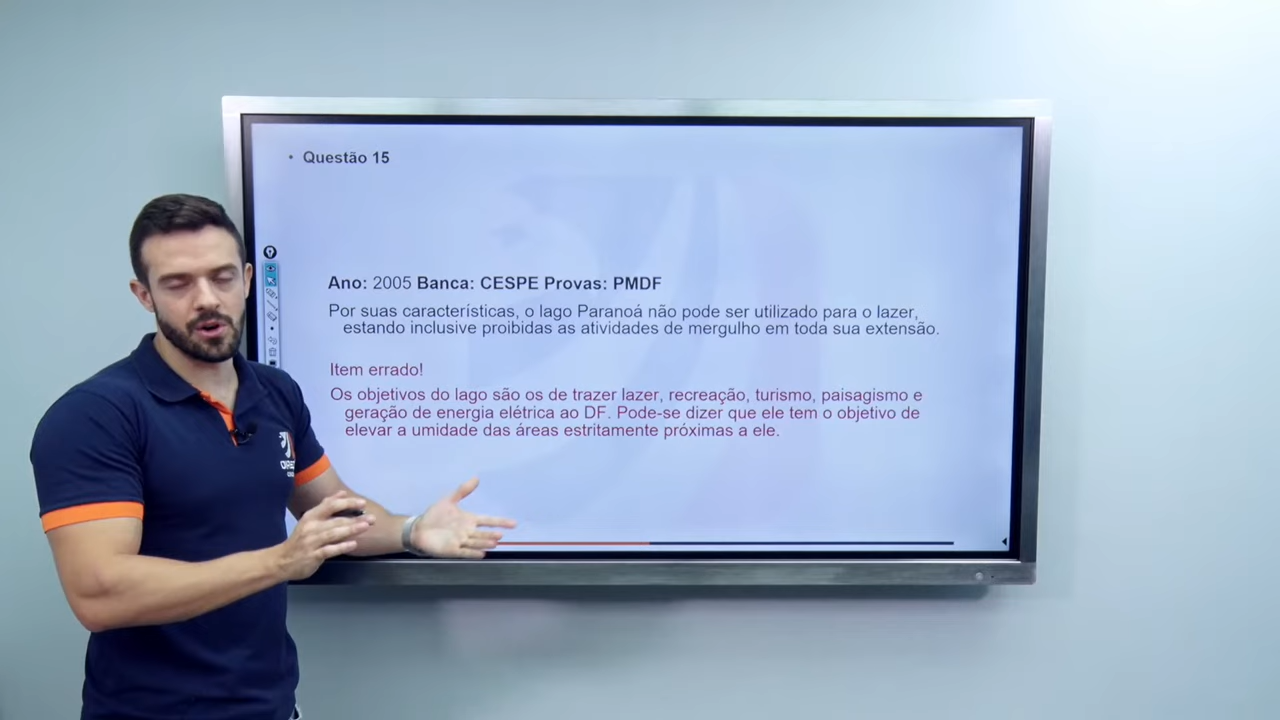 • Questão 15
Ano: 2005 Banca: CESPE Provas: PMDF
Por suas características, o lago Paranoá não pode ser utilizado para o lazer,
estando inclusive proibidas as atividades de mergulho em toda sua extensão.
Item errado!
Os objetivos do lago são os de trazer lazer, recreação, turismo, paisagismo e
geração de energia elétrica ao DF. Pode-se dizer que ele tem o objetivo de
elevar a umidade das áreas estritamente próximas a ele.